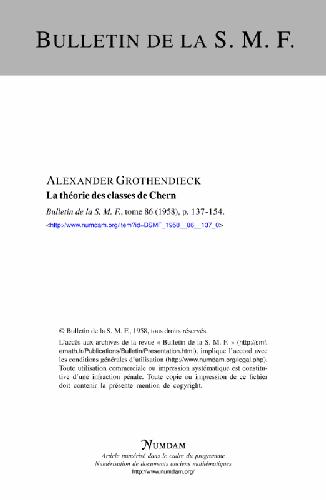 BULLETIN DE LA S. M. F.
ALEXANDER GROTHENDIECK
La théorie des classes de Chern
Bulletin de la S. M. F., tome 86 (1958), p. 137-154.
<http://www.numdam.org/item?id=BSMF_1958__86__137_0>
© Bulletin de la S. M. F., 1958, tous droits réservés.
L'accès aux archives de la revue « Bulletin de la S. M. F. » (http://smf.
emath.fr/Publications/Bulletin/Presentation.html), implique l'accord avec
les conditions générales d'utilisation (http://www.numdam.org/legal.php).
Toute utilisation commerciale ou impression systématique est constitu-
tive d'une infraction pénale. Toute copie ou impression de ce fichier
doit contenir la présente mention de copyright.
NUMDAM
Article numérisé dans le cadre du programme
Numérisation de documents anciens mathématiques
http://www.numdam.org/